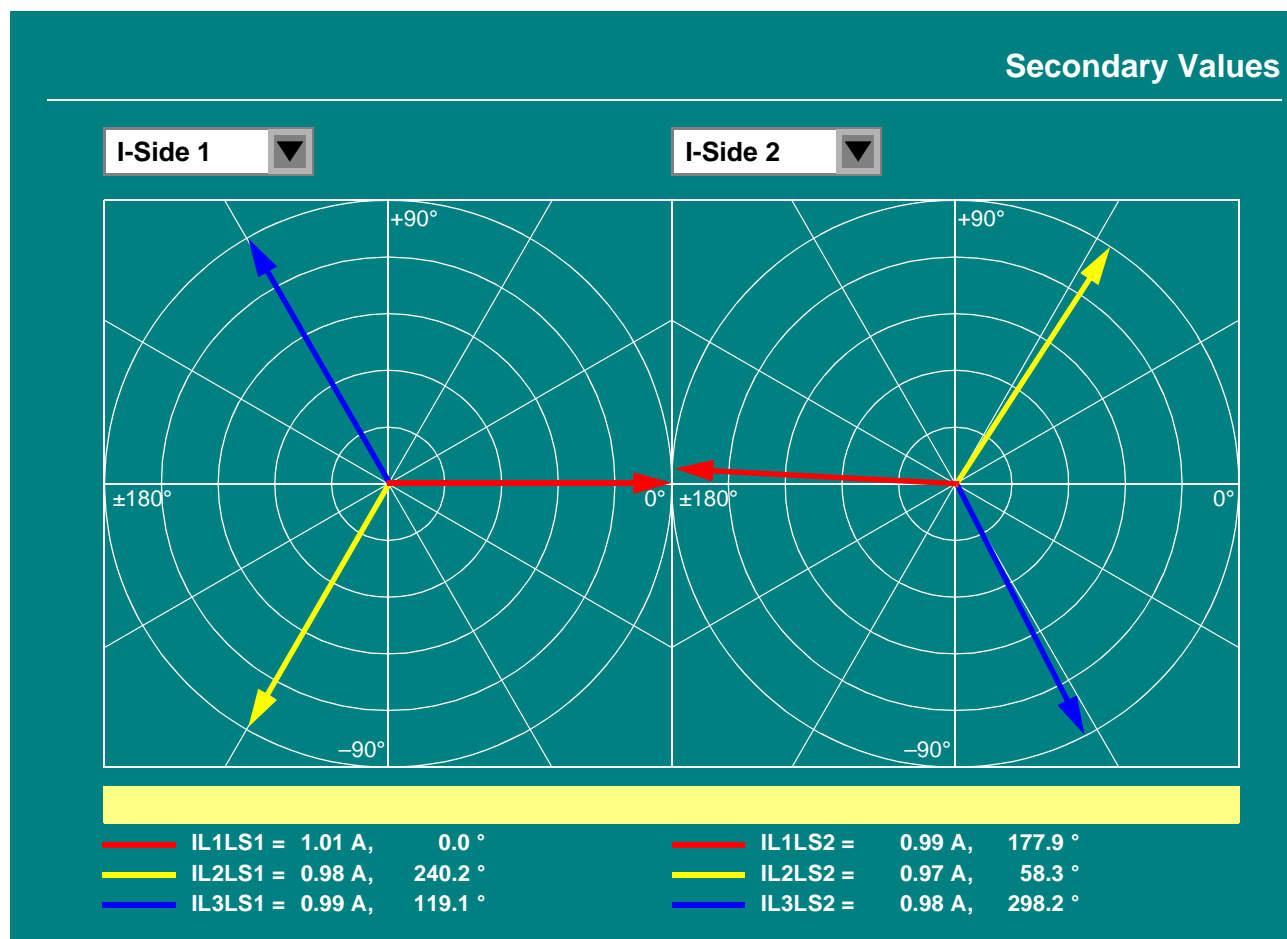 Secondary Values
I-Side 1
I-Side 2
+90°
+90°
±180°
0°
±180°
0°
–90°
–90°
IL1LS1 = 1.01 A, 0.0 °
IL2LS1 = 0.98 A, 240.2 °
IL3LS1 = 0.99 A, 119.1 °
IL1LS2 = 0.99 A, 177.9 °
IL2LS2 = 0.97 A, 58.3 °
IL3LS2 = 0.98 A, 298.2 °